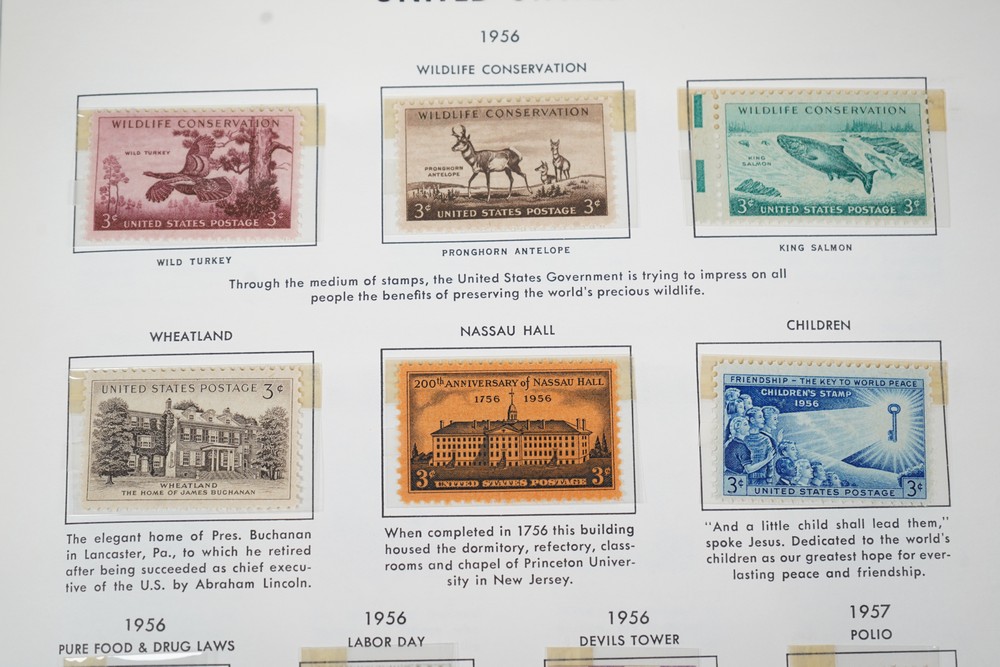 1956
WILDLIFE CONSERVATION
WILDLIFE CONSERVATION
WILD TURKEY
3¢ UNITED STATES POSTAGE 3¢
WILD TURKEY
WILDLIFE CONSERVATION
PRONGHORN
ANTELOPE
3¢ UNITED STATES POSTAGE 3¢
PRONGHORN ANTELOPE
WILDLIFE CONSERVATION
KING
SALMON
3¢ UNITED STATES POSTAGE 3¢
KING SALMON
Through the medium of stamps, the United States Government is trying to impress on all
people the benefits of preserving the world's precious wildlife.
WHEATLAND
UNITED STATES POSTAGE 3¢
WHEATLAND
THE HOME OF JAMES BUCHANAN
The elegant home of Pres. Buchanan
in Lancaster, Pa., to which he retired
after being succeeded as chief execu-
tive of the U.S. by Abraham Lincoln.
NASSAU HALL
200th ANNIVERSARY of NASSAU HALL
1756 1956
3¢ UNITED STATES POSTAGE 3¢
When completed in 1756 this building
housed the dormitory, refectory, class-
rooms and chapel of Princeton Univer-
sity in New Jersey.
CHILDREN
FRIENDSHIP - THE KEY TO WORLD PEACE
CHILDREN'S STAMP
1956
3¢ UNITED STATES POSTAGE 3¢
"And a little child shall lead them,"
spoke Jesus. Dedicated to the world's
children as our greatest hope for ever-
lasting peace and friendship.
1956
PURE FOOD & DRUG LAWS
1956
LABOR DAY
1956
DEVILS TOWER
1957
POLIO